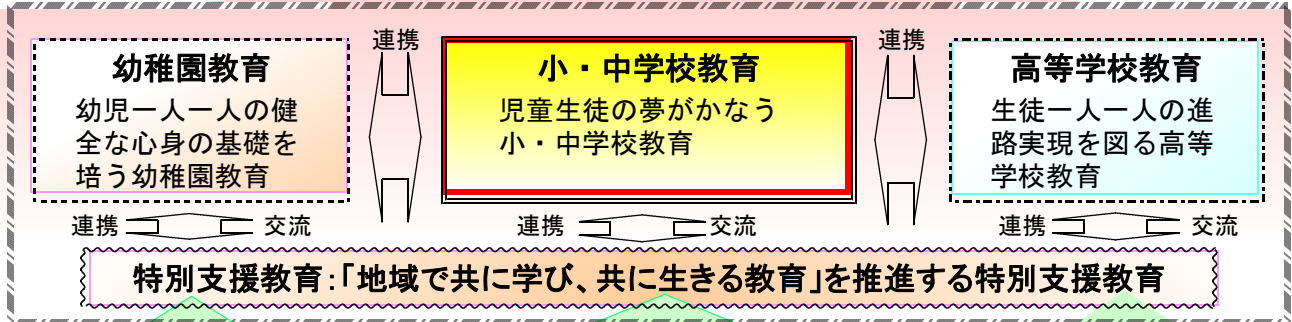 連携
連携
幼稚園教育
幼児一人一人の健
全な心身の基礎を
培う幼稚園教育
小・中学校教育
児童生徒の夢がかなう
小・中学校教育
高等学校教育
生徒一人一人の進
路実現を図る高等
学校教育
連携 交流
連携 交流
連携 交流
特別支援教育：「地域で共に学び、共に生きる教育」を推進する特別支援教育